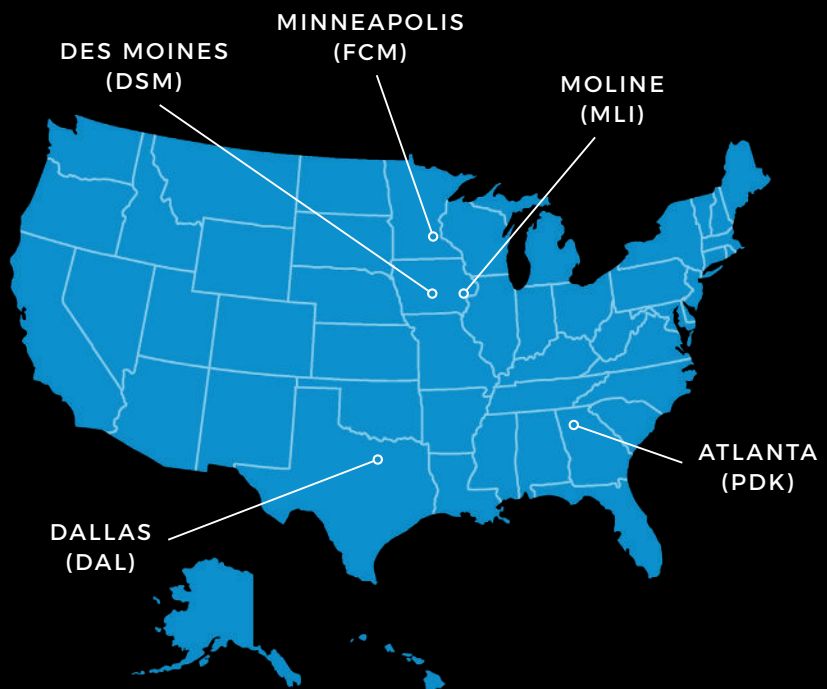 MINNEAPOLIS
(FCM)
DES MOINES
(DSM)
MOLINE
(MLI)
ATLANTA
(PDK)
DALLAS
(DAL)